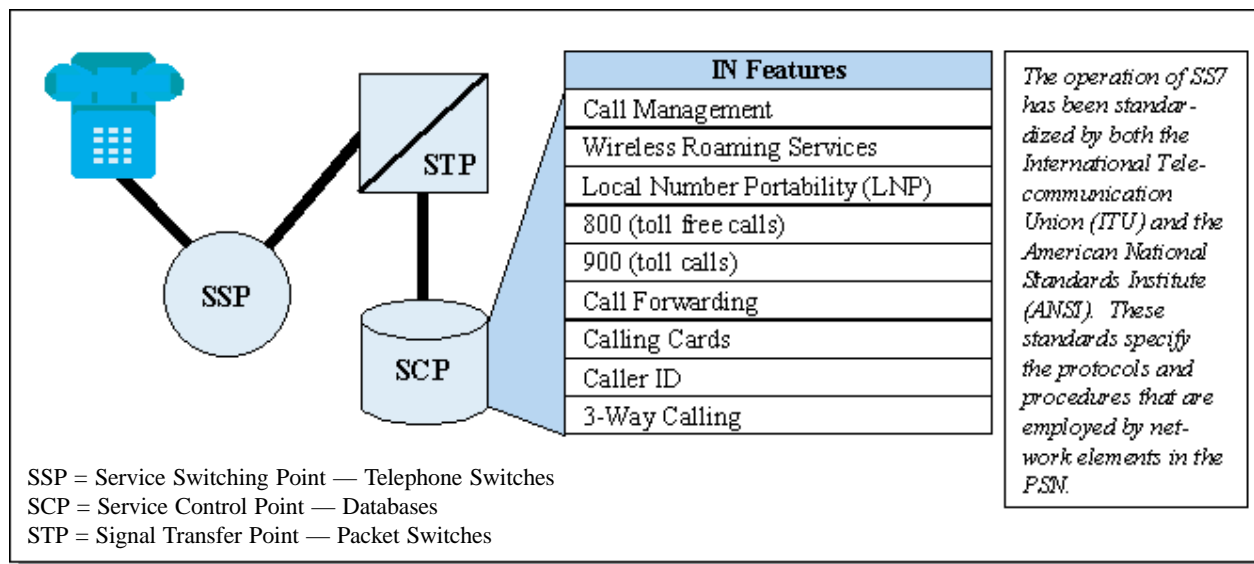 SSP
STP
SCP
IN Features
Call Management
Wireless Roaming Services
Local Number Portability (LNP)
800 (toll free calls)
900 (toll calls)
Call Forwarding
Calling Cards
Caller ID
3-Way Calling
The operation of SS7
has been standar-
dized by both the
International Tele-
communication
Union (ITU) and the
American National
Standards Institute
(ANSI). These
standards specify
the protocols and
procedures that are
employed by net-
work elements in the
PSN.
SSP = Service Switching Point — Telephone Switches
SCP = Service Control Point — Databases
STP = Signal Transfer Point — Packet Switches